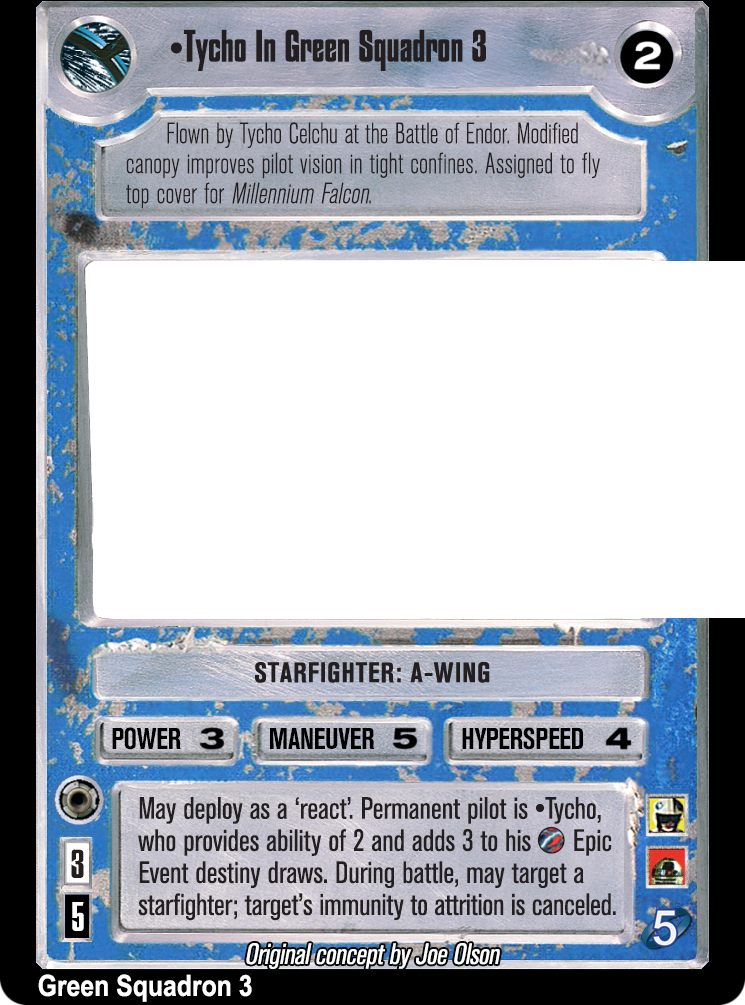 •Tycho In Green Squadron 3
2
Flown by Tycho Celchu at the Battle of Endor. Modified
canopy improves pilot vision in tight confines. Assigned to fly
top cover for Millennium Falcon.
STARFIGHTER: A-WING
POWER 3 MANEUVER 5 HYPERSPEED 4
May deploy as a ‘react’. Permanent pilot is •Tycho,
who provides ability of 2 and adds 3 to his Epic
Event destiny draws. During battle, may target a
starfighter; target’s immunity to attrition is canceled.
3
5
5
Original concept by Joe Olson
Green Squadron 3